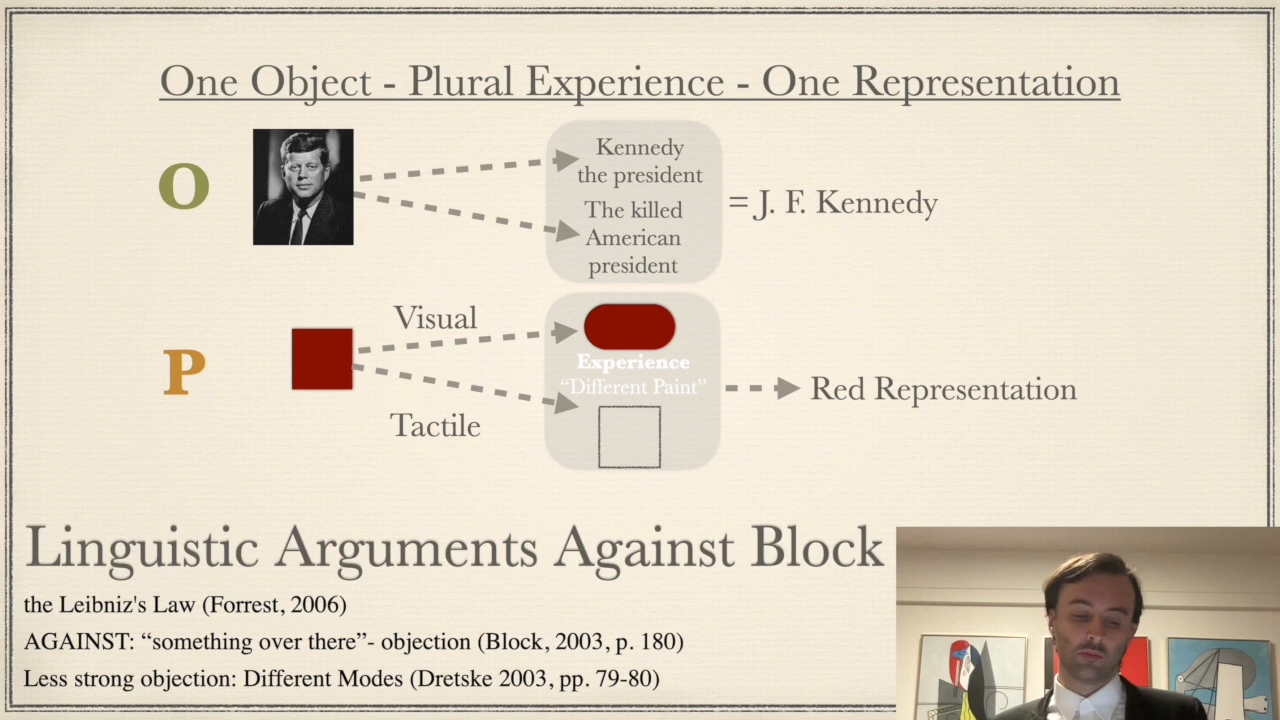 One Object - Plural Experience - One Representation
O
Kennedy
the president
The killed
American
president
= J. F. Kennedy
P
Visual
Tactile
Experience
“Different Paint”
Red Representation
Linguistic Arguments Against Block
the Leibniz's Law (Forrest, 2006)
AGAINST: “something over there”- objection (Block, 2003, p. 180)
Less strong objection: Different Modes (Dretske 2003, pp. 79-80)